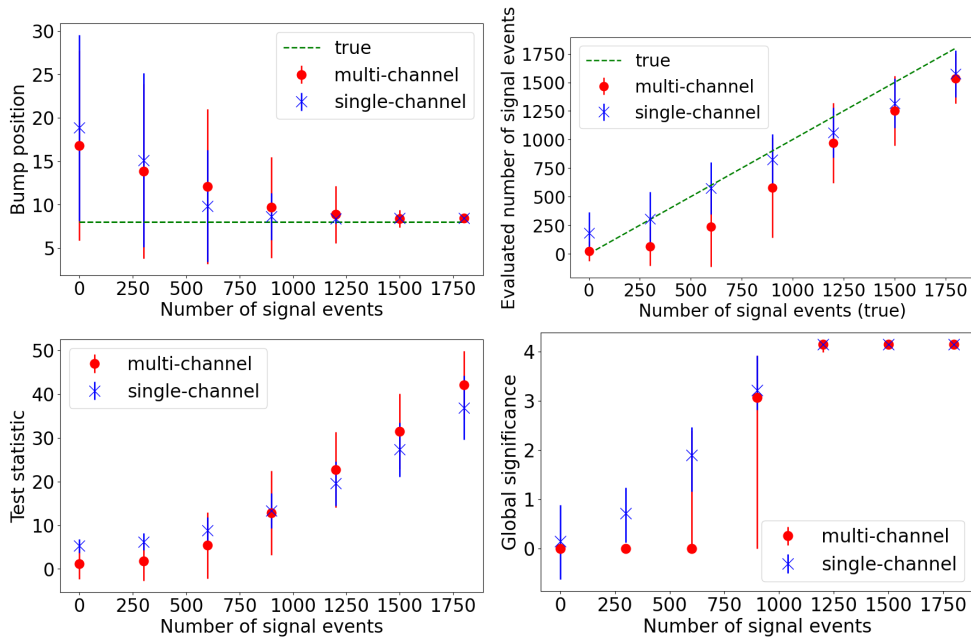 30
25
20
15
10
5
Bump position
true
multi-channel
single-channel
0 250 500 750 1000 1250 1500 1750
Number of signal events
1750
1500
1250
1000
750
500
250
0
Evaluated number of signal events
true
multi-channel
single-channel
0 250 500 750 1000 1250 1500 1750
Number of signal events (true)
50
40
30
20
10
0
Test statistic
multi-channel
single-channel
0 250 500 750 1000 1250 1500 1750
Number of signal events
4
3
2
1
0
Global significance
multi-channel
single-channel
0 250 500 750 1000 1250 1500 1750
Number of signal events